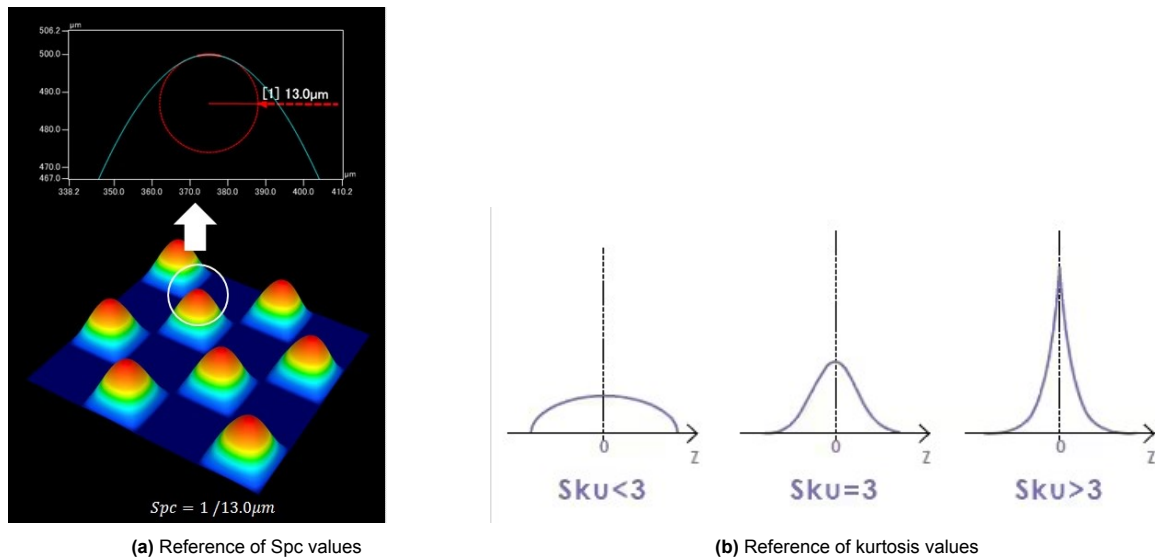 506.2
μm
500.0
490.0
[1] 13.0μm
480.0
470.0
467.0
μm
338.2 350.0 360.0 370.0 380.0 390.0 400.0 410.2
Spc = 1 /13.0μm
(a) Reference of Spc values
0 Z
0 Z
0 Z
Sku<3 Sku=3 Sku>3
(b) Reference of kurtosis values